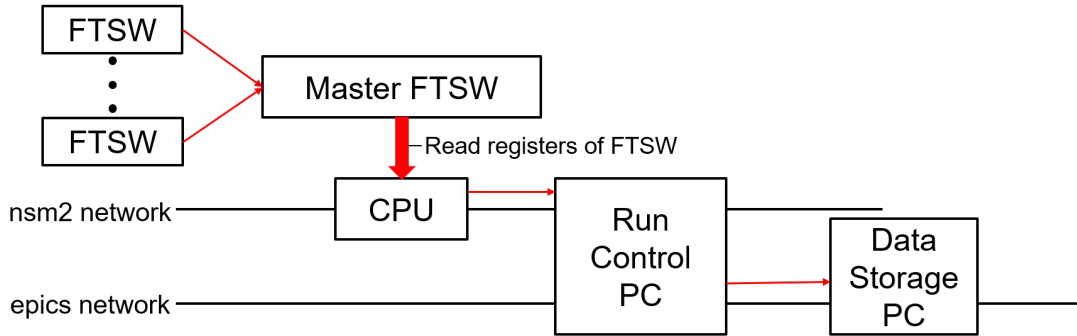 FTSW
Master FTSW
FTSW
Read registers of FTSW
CPU
nsm2 network
Run
Control
PC
Data
Storage
PC
epics network